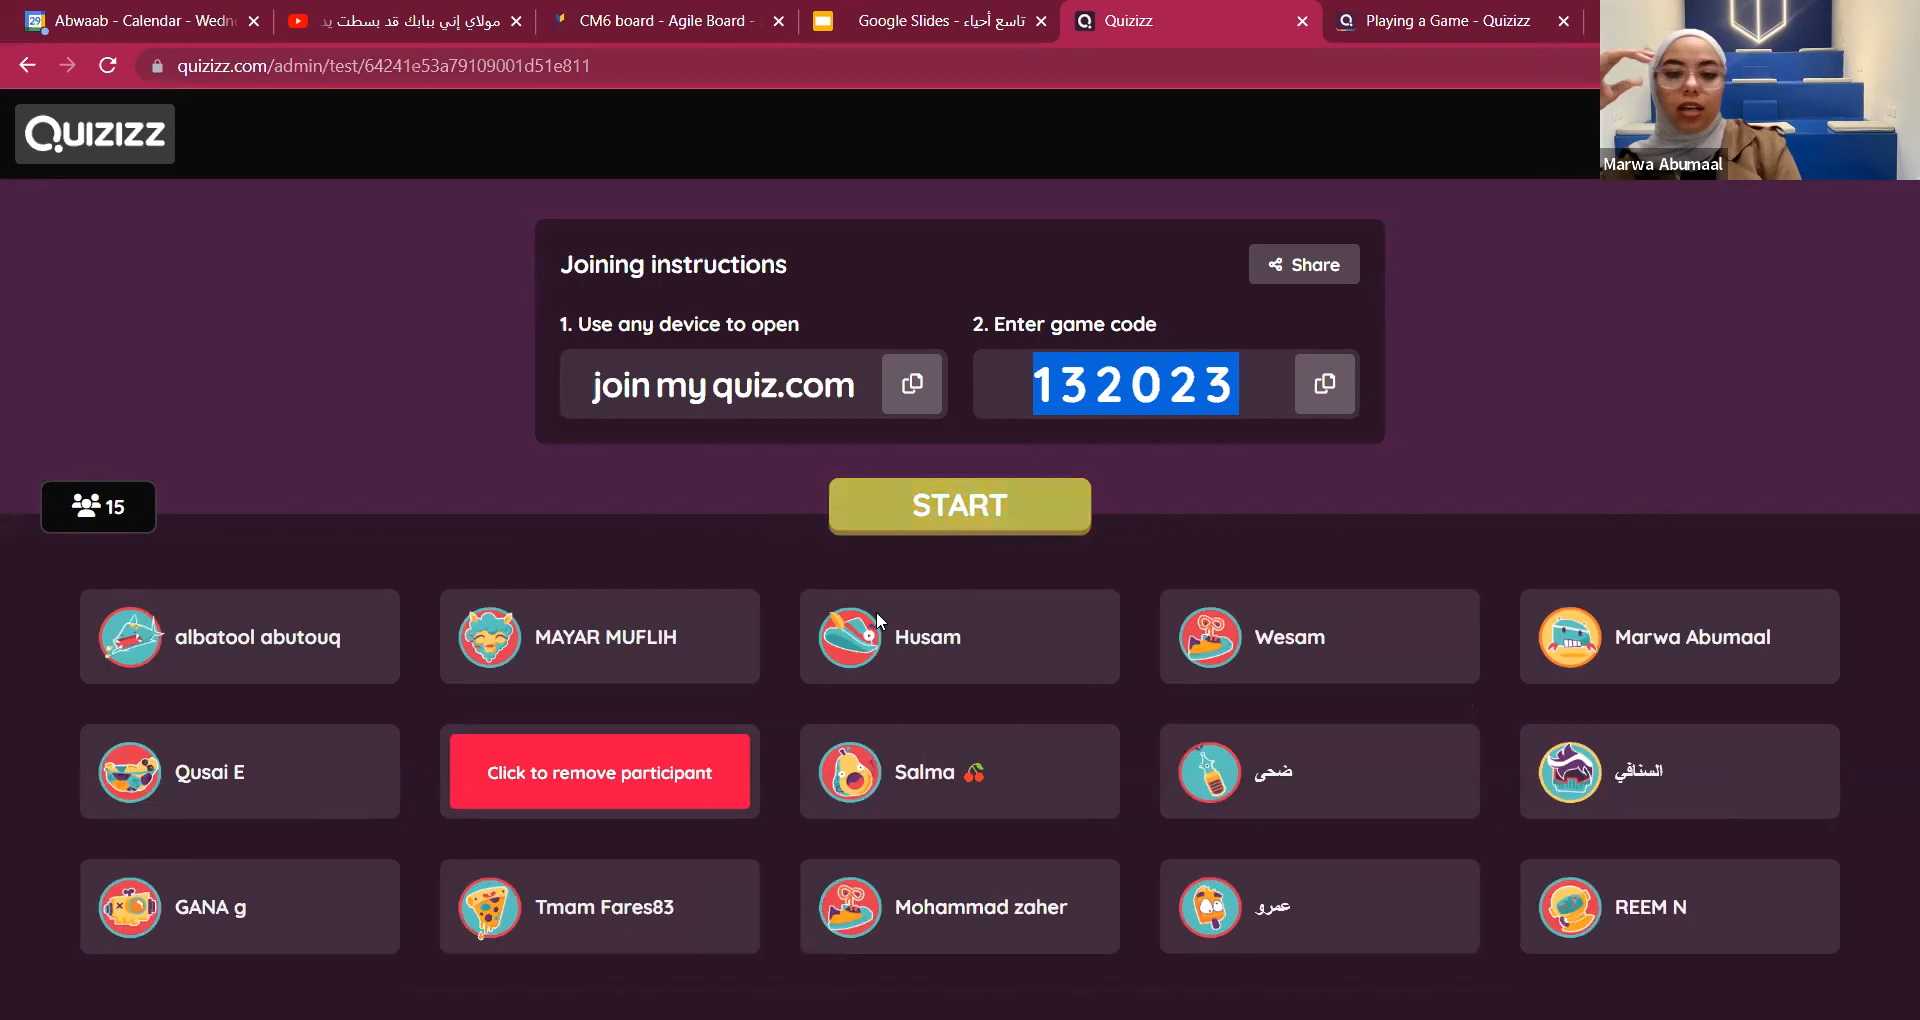 Abwaab - Calendar - Wedn
مولاي إني ببابك قد بسطت يد
CM6 board - Agile Board -
تاسع أحياء - Google Slides
Quizizz
Playing a Game - Quizizz
quizizz.com/admin/test/64241e53a79109001d51e811
Quizizz
Marwa Abumaal
Joining instructions
Share
1. Use any device to open
2. Enter game code
joinmyquiz.com
132023
15
START
albatool abutouq
MAYAR MUFLIH
Husam
Wesam
Marwa Abumaal
Qusai E
Click to remove participant
Salma 🍒
ضحى
السنافي
GANA g
Tmam Fares83
Mohammad zaher
عمرو
REEM N